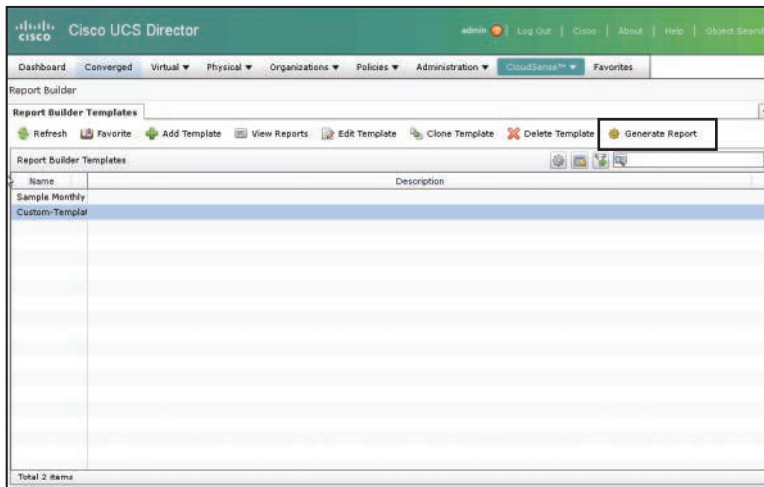 cisco Cisco UCS Director admin | Log Out | Cisco | About | Help | Object Search
Dashboard Converged Virtual Physical Organizations Policies Administration CloudSense™ Favorites
Report Builder
Report Builder Templates
Refresh Favorite Add Template View Reports Edit Template Clone Template Delete Template Generate Report
Report Builder Templates
Name Description
Sample Monthly
Custom-Templat
Total 2 items